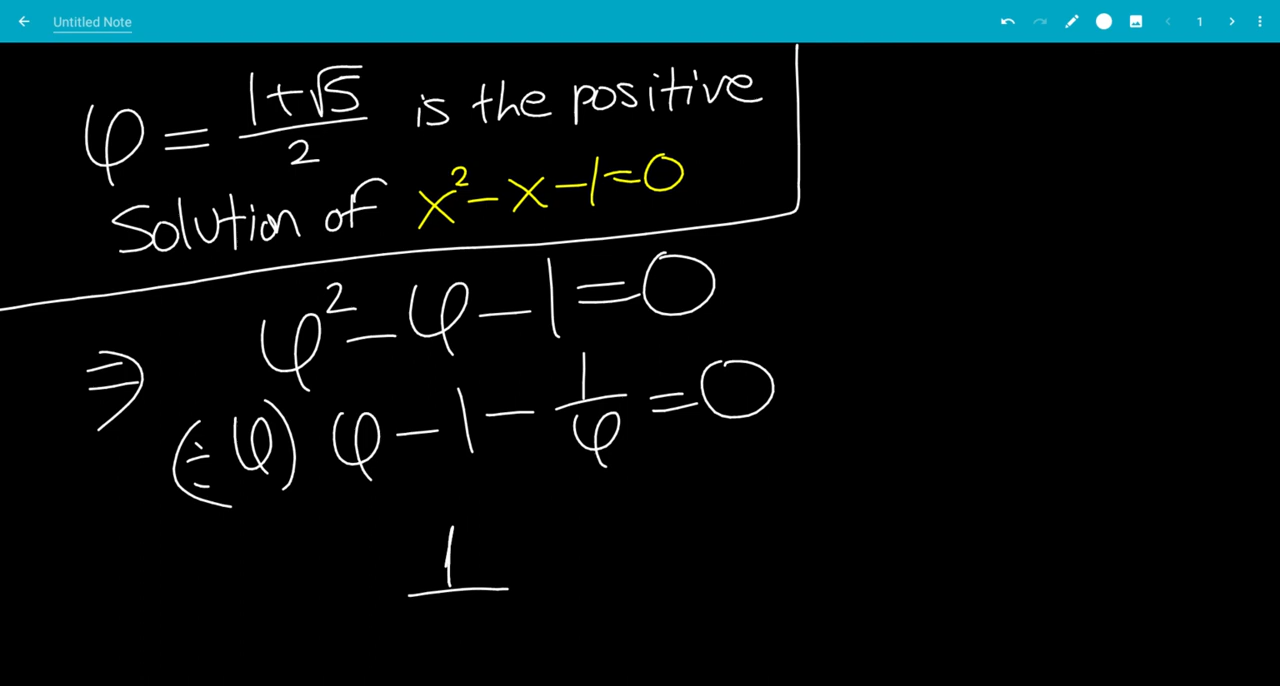 Untitled Note
1
φ = (1+√5)/2 is the positive
Solution of x² - x - 1 = 0
⇒ φ² - φ - 1 = 0
(÷φ) φ - 1 - 1/φ = 0
1